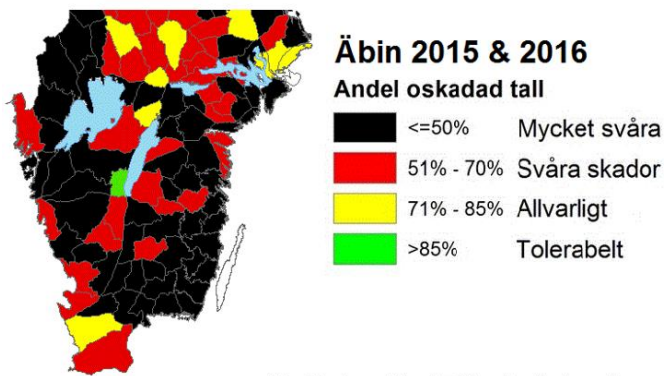 Äbin 2015 & 2016
Andel oskadad tall
<=50% Mycket svåra
51% - 70% Svåra skador
71% - 85% Allvarligt
>85% Tolerabelt